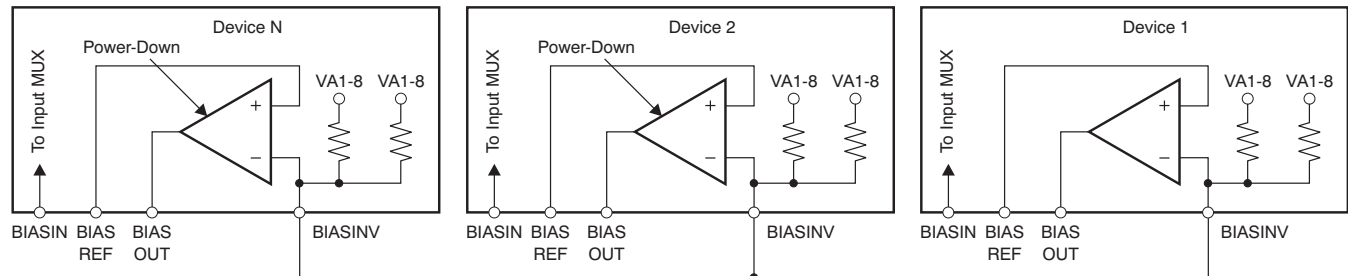 Device N
Power-Down
To Input MUX
VA1-8 VA1-8
+
−
BIASIN BIAS REF BIAS OUT BIASINV
Device 2
Power-Down
To Input MUX
VA1-8 VA1-8
+
−
BIASIN BIAS REF BIAS OUT BIASINV
Device 1
To Input MUX
VA1-8 VA1-8
+
−
BIASIN BIAS REF BIAS OUT BIASINV